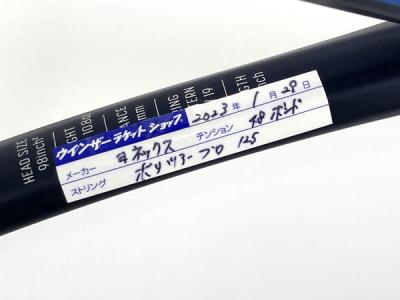 HEAD SIZE
98inch²
ウインザーラケットショップ
2023年1月29日
テンション 48ポンド
メーカー ヨネックス
ストリング ポリツアープロ 125